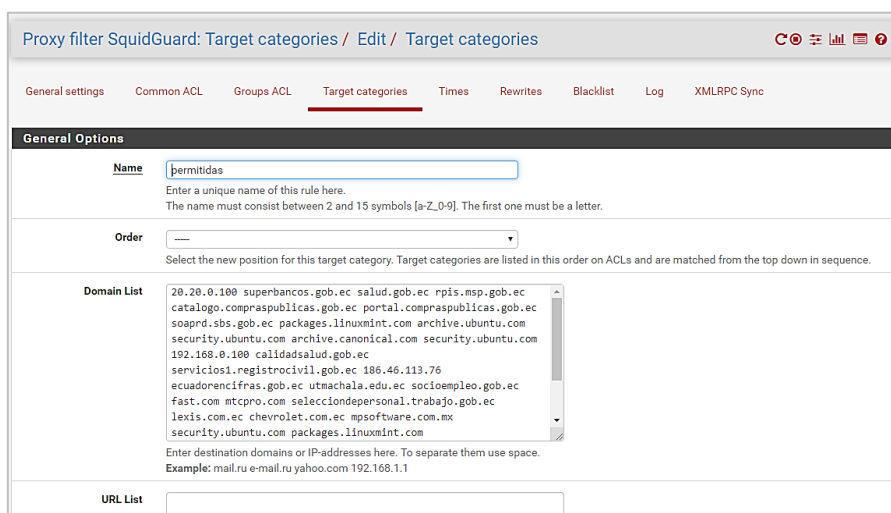 Proxy filter SquidGuard: Target categories / Edit / Target categories
General settings Common ACL Groups ACL Target categories Times Rewrites Blacklist Log XMLRPC Sync
General Options
Name permitidas
Enter a unique name of this rule here.
The name must consist between 2 and 15 symbols [a-Z_0-9]. The first one must be a letter.
Order -----
Select the new position for this target category. Target categories are listed in this order on ACLs and are matched from the top down in sequence.
Domain List 20.20.0.100 superbancos.gob.ec salud.gob.ec rpis.msp.gob.ec
catalogo.compraspublicas.gob.ec portal.compraspublicas.gob.ec
soaprd.sbs.gob.ec packages.linuxmint.com archive.ubuntu.com
security.ubuntu.com archive.canonical.com security.ubuntu.com
192.168.0.100 calidadsalud.gob.ec
servicios1.registrocivil.gob.ec 186.46.113.76
ecuadorencifras.gob.ec utmachala.edu.ec socioempleo.gob.ec
fast.com mtcpro.com selecciondepersonal.trabajo.gob.ec
lexis.com.ec chevrolet.com.ec mpsoftware.com.mx
security.ubuntu.com packages.linuxmint.com
Enter destination domains or IP-addresses here. To separate them use space.
Example: mail.ru e-mail.ru yahoo.com 192.168.1.1
URL List